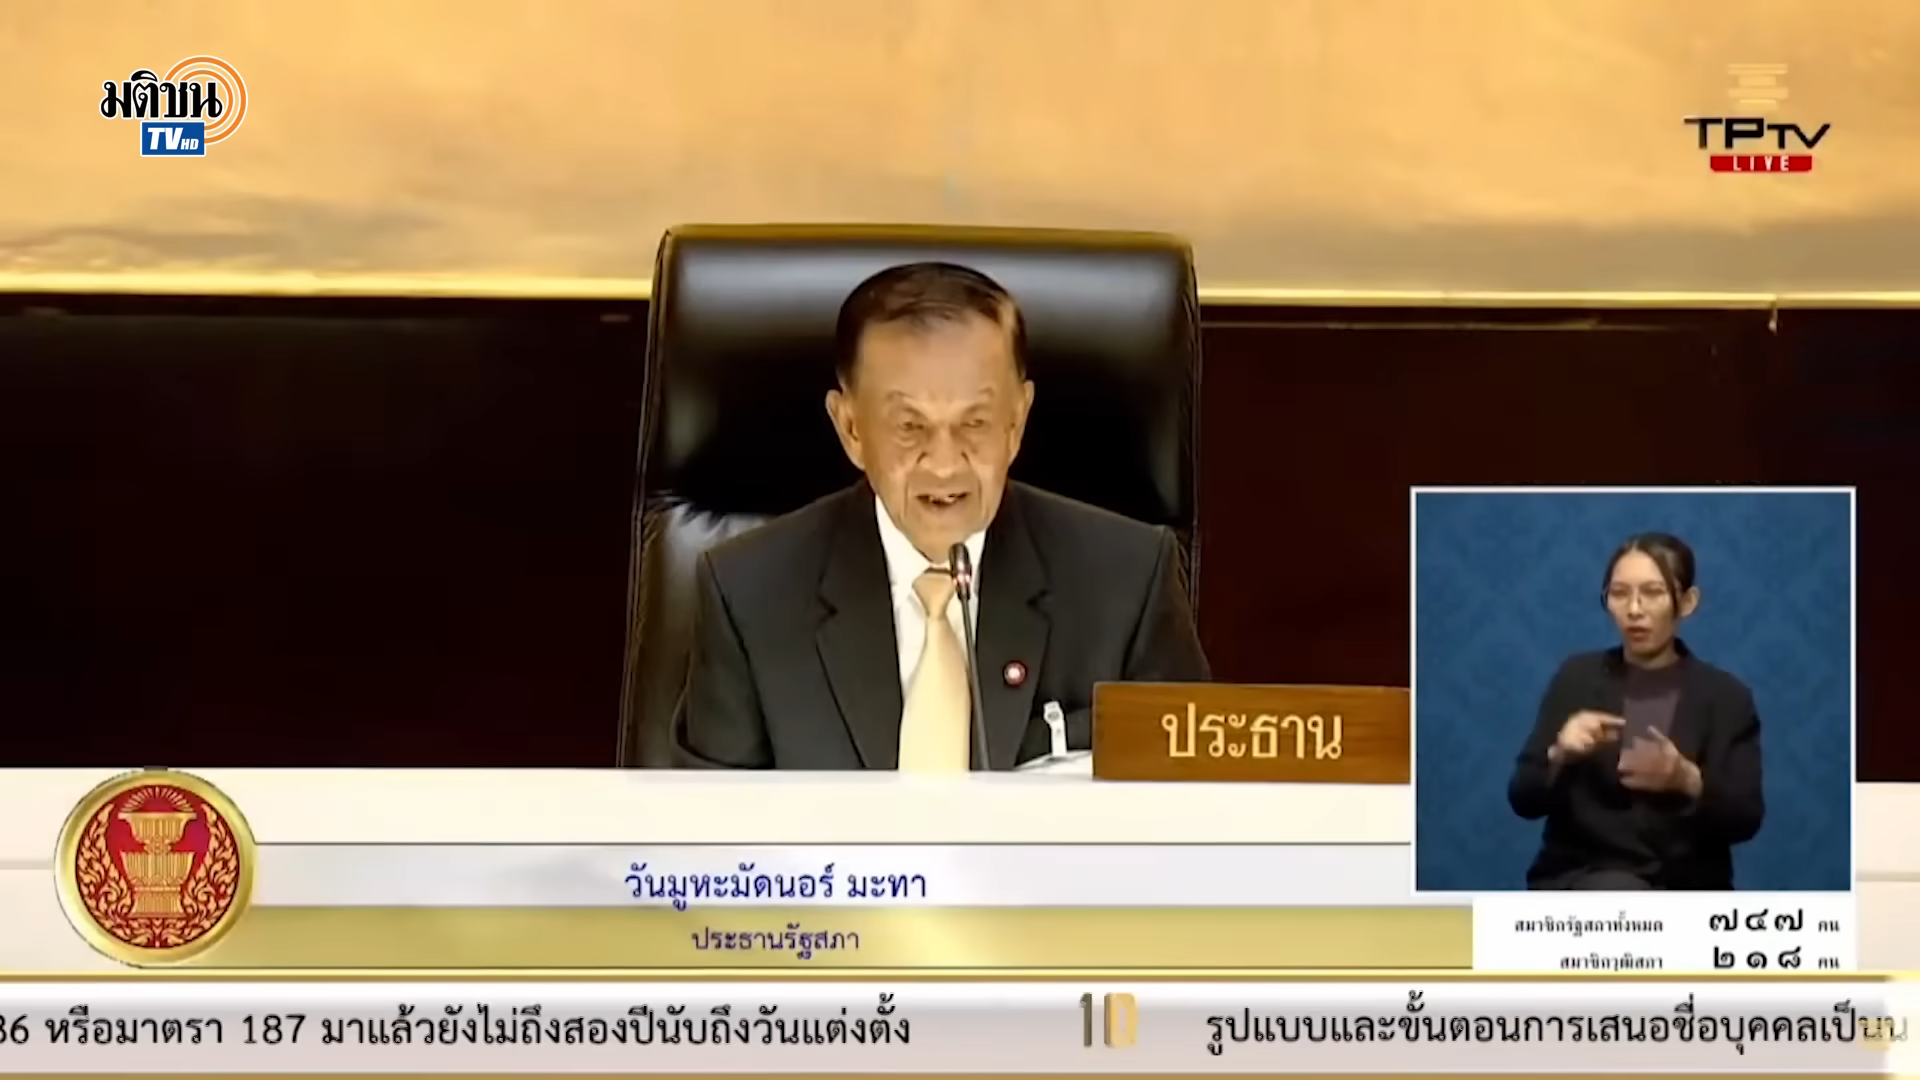 มติชน
TV HD
TPTV
LIVE
ประธาน
วันมูหะมัดนอร์ มะทา
ประธานรัฐสภา
สมาชิกรัฐสภาทั้งหมด ๗๔๗ คน
สมาชิกวุฒิสภา ๒๑๘ คน
36 หรือมาตรา 187 มาแล้วยังไม่ถึงสองปีนับถึงวันแต่งตั้ง 10 รูปแบบและขั้นตอนการเสนอชื่อบุคคลเป็น